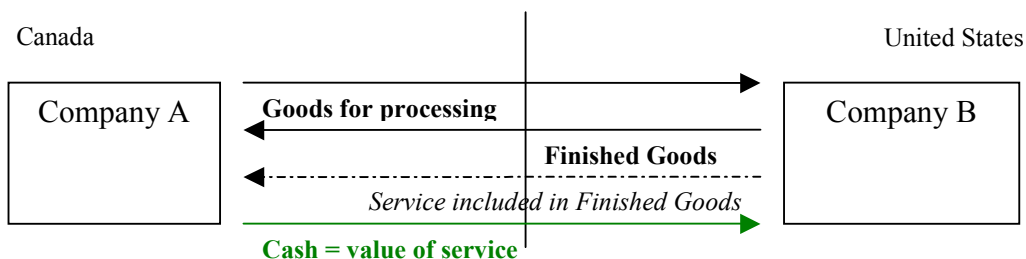 Canada
United States
Company A
Company B
Goods for processing
Finished Goods
Service included in Finished Goods
Cash = value of service